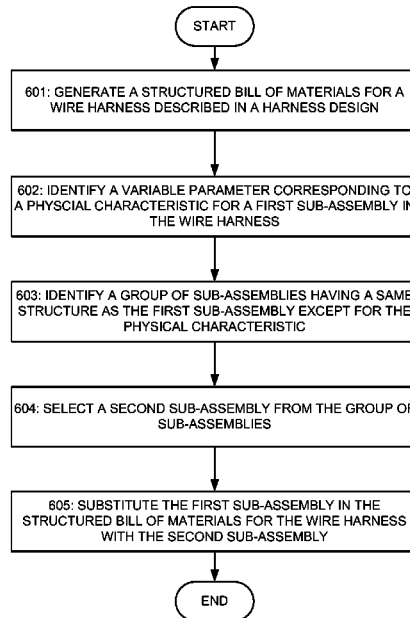 START
601: GENERATE A STRUCTURED BILL OF MATERIALS FOR A
WIRE HARNESS DESCRIBED IN A HARNESS DESIGN
602: IDENTIFY A VARIABLE PARAMETER CORRESPONDING TO
A PHYSCIAL CHARACTERISTIC FOR A FIRST SUB-ASSEMBLY IN
THE WIRE HARNESS
603: IDENTIFY A GROUP OF SUB-ASSEMBLIES HAVING A SAME
STRUCTURE AS THE FIRST SUB-ASSEMBLY EXCEPT FOR THE
PHYSICAL CHARACTERISTIC
604: SELECT A SECOND SUB-ASSEMBLY FROM THE GROUP OF
SUB-ASSEMBLIES
605: SUBSTITUTE THE FIRST SUB-ASSEMBLY IN THE
STRUCTURED BILL OF MATERIALS FOR THE WIRE HARNESS
WITH THE SECOND SUB-ASSEMBLY
END